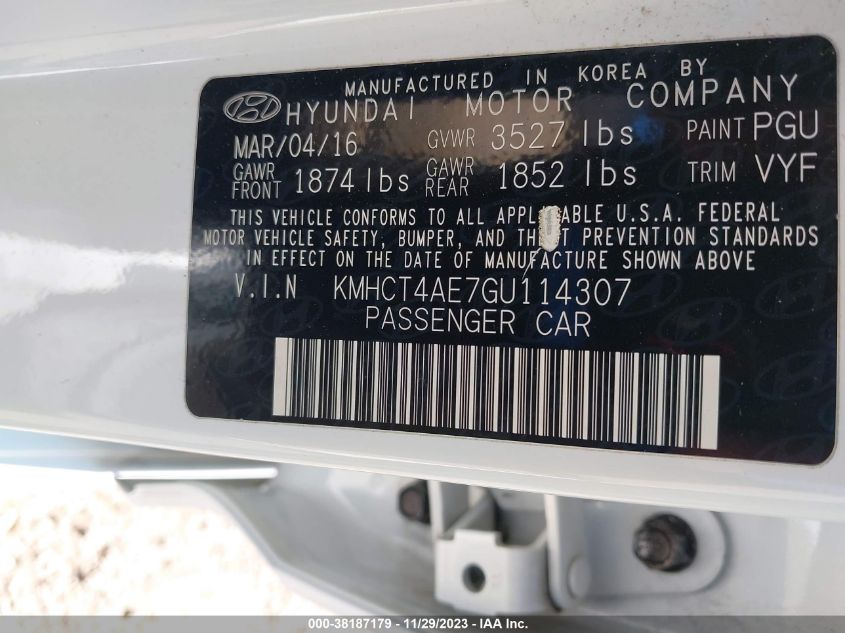 MANUFACTURED IN KOREA BY
HYUNDAI MOTOR COMPANY
MAR/04/16 GVWR 3527 lbs PAINT PGU
GAWR FRONT 1874 lbs GAWR REAR 1852 lbs TRIM VYF
THIS VEHICLE CONFORMS TO ALL U.S.A. FEDERAL
MOTOR VEHICLE SAFETY, BUMPER, AND PREVENTION STANDARDS
IN EFFECT ON THE DATE OF MANUFACTURE SHOWN ABOVE
V.I.N KMHCT4AE7GU114307
PASSENGER CAR
000-38187179 - 11/29/2023 - IAA Inc.